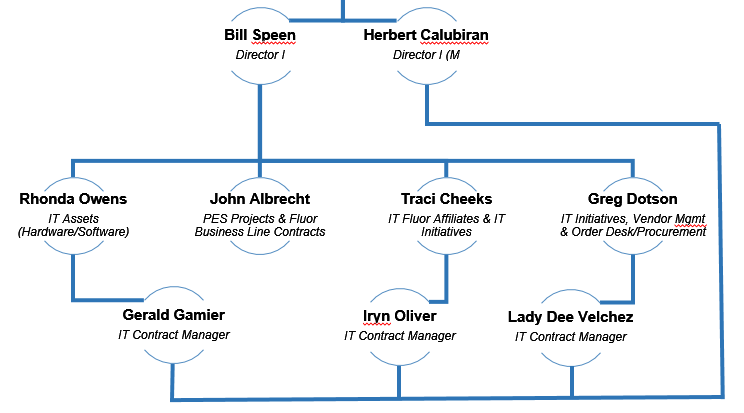 Bill Speen
Director I
Herbert Calubiran
Director I (M
Rhonda Owens
IT Assets
(Hardware/Software)
John Albrecht
PES Projects & Fluor
Business Line Contracts
Traci Cheeks
IT Fluor Affiliates & IT
Initiatives
Greg Dotson
IT Initiatives, Vendor Mgmt
& Order Desk/Procurement
Gerald Gamier
IT Contract Manager
Iryn Oliver
IT Contract Manager
Lady Dee Velchez
IT Contract Manager